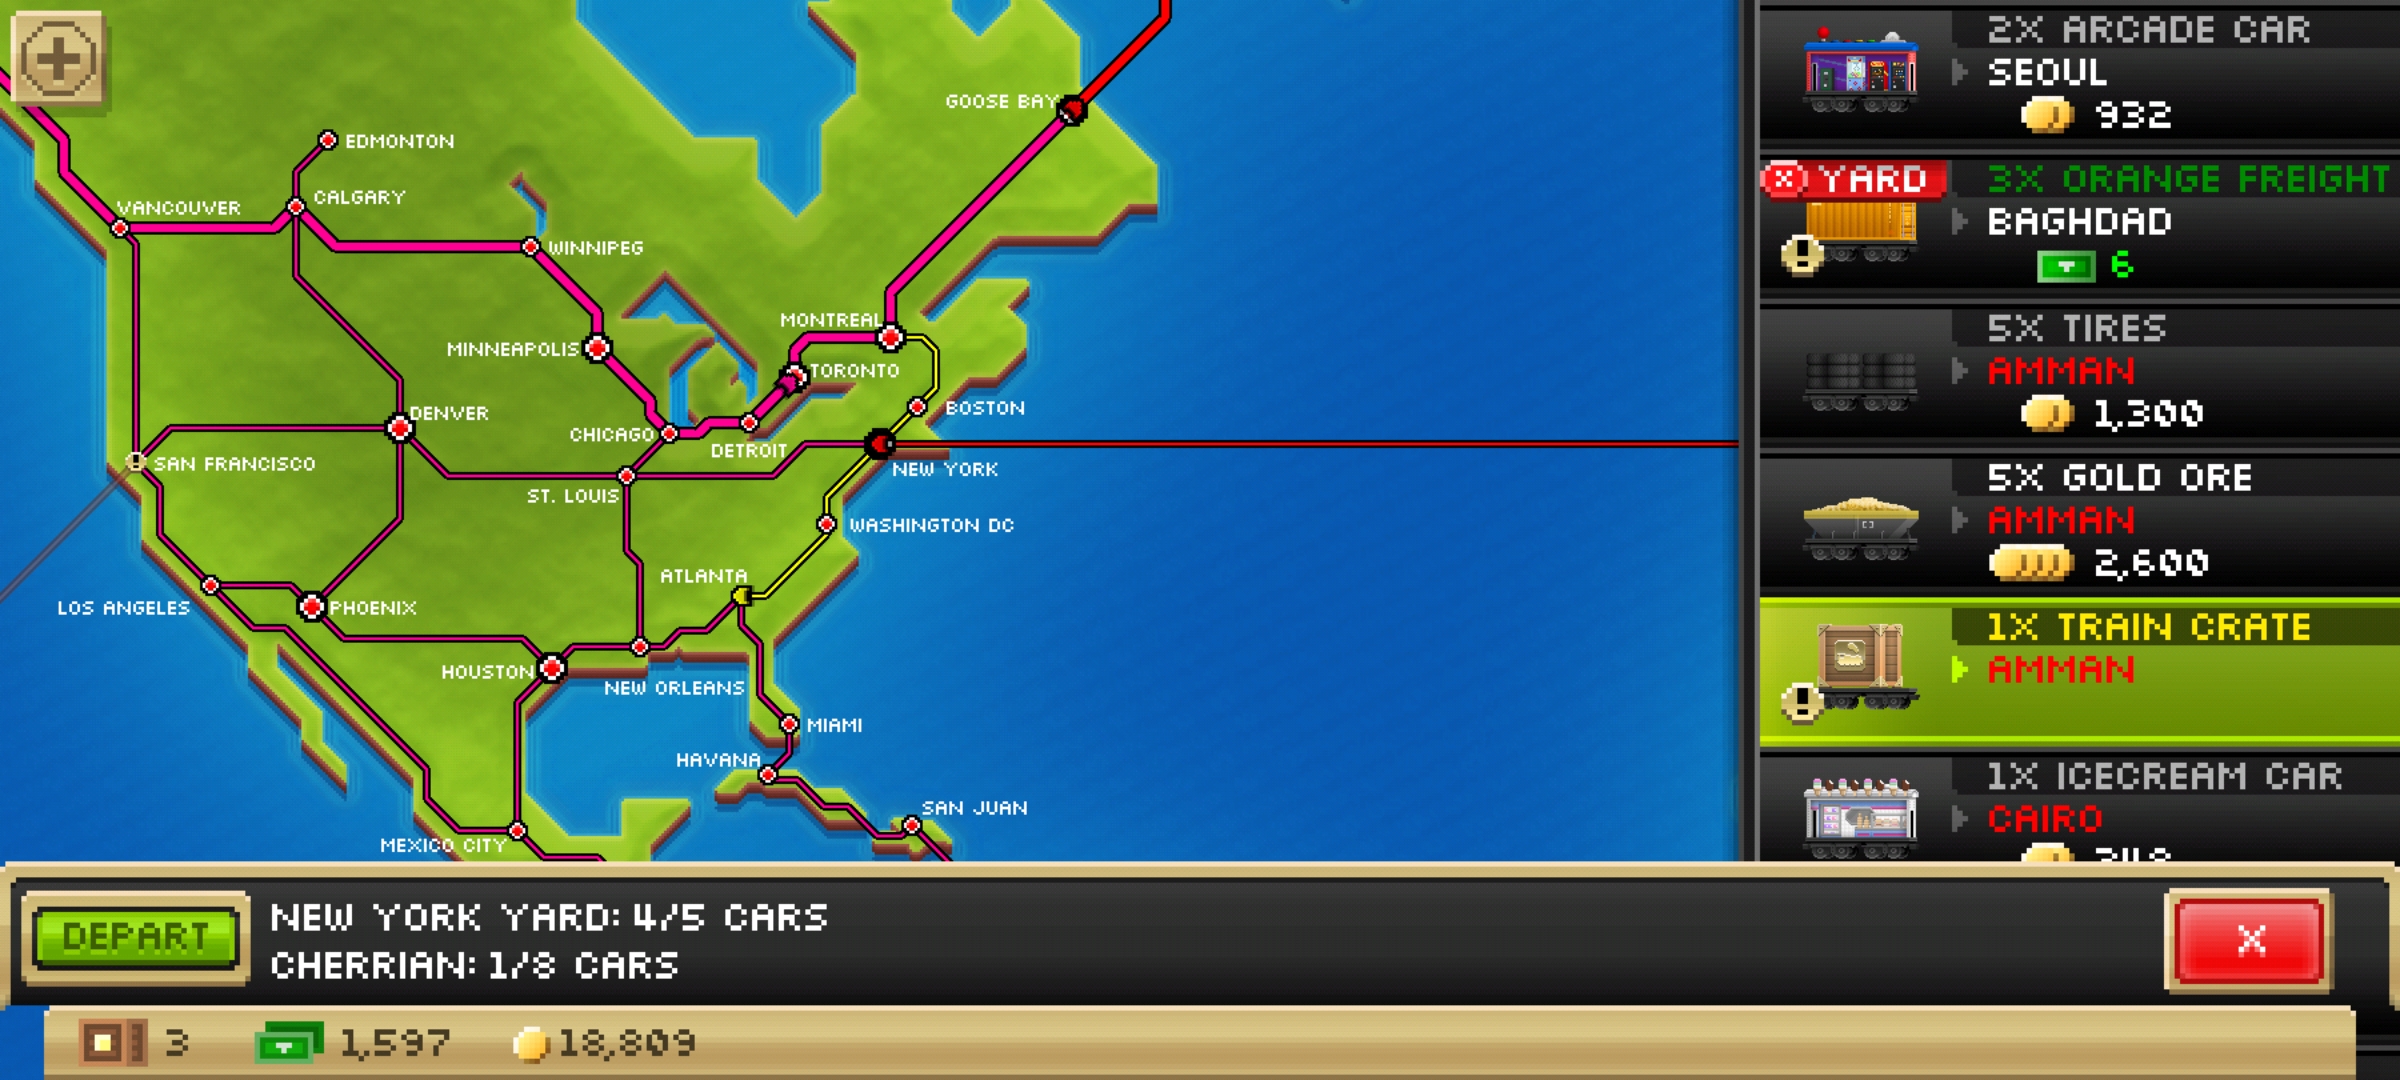 GOOSE BAY
EDMONTON
CALGARY
VANCOUVER
WINNIPEG
MONTREAL
MINNEAPOLIS
TORONTO
DENVER
BOSTON
CHICAGO
DETROIT
SAN FRANCISCO
NEW YORK
ST. LOUIS
WASHINGTON DC
ATLANTA
LOS ANGELES
PHOENIX
HOUSTON
NEW ORLEANS
MIAMI
HAVANA
SAN JUAN
MEXICO CITY
2X ARCADE CAR
SEOUL
932
YARD
3X ORANGE FREIGHT
BAGHDAD
6
5X TIRES
AMMAN
1,300
5X GOLD ORE
AMMAN
2,600
1X TRAIN CRATE
AMMAN
1X ICECREAM CAR
CAIRO
DEPART
NEW YORK YARD: 4/5 CARS
CHERRIAN: 1/8 CARS
X
3
1,597
18,809